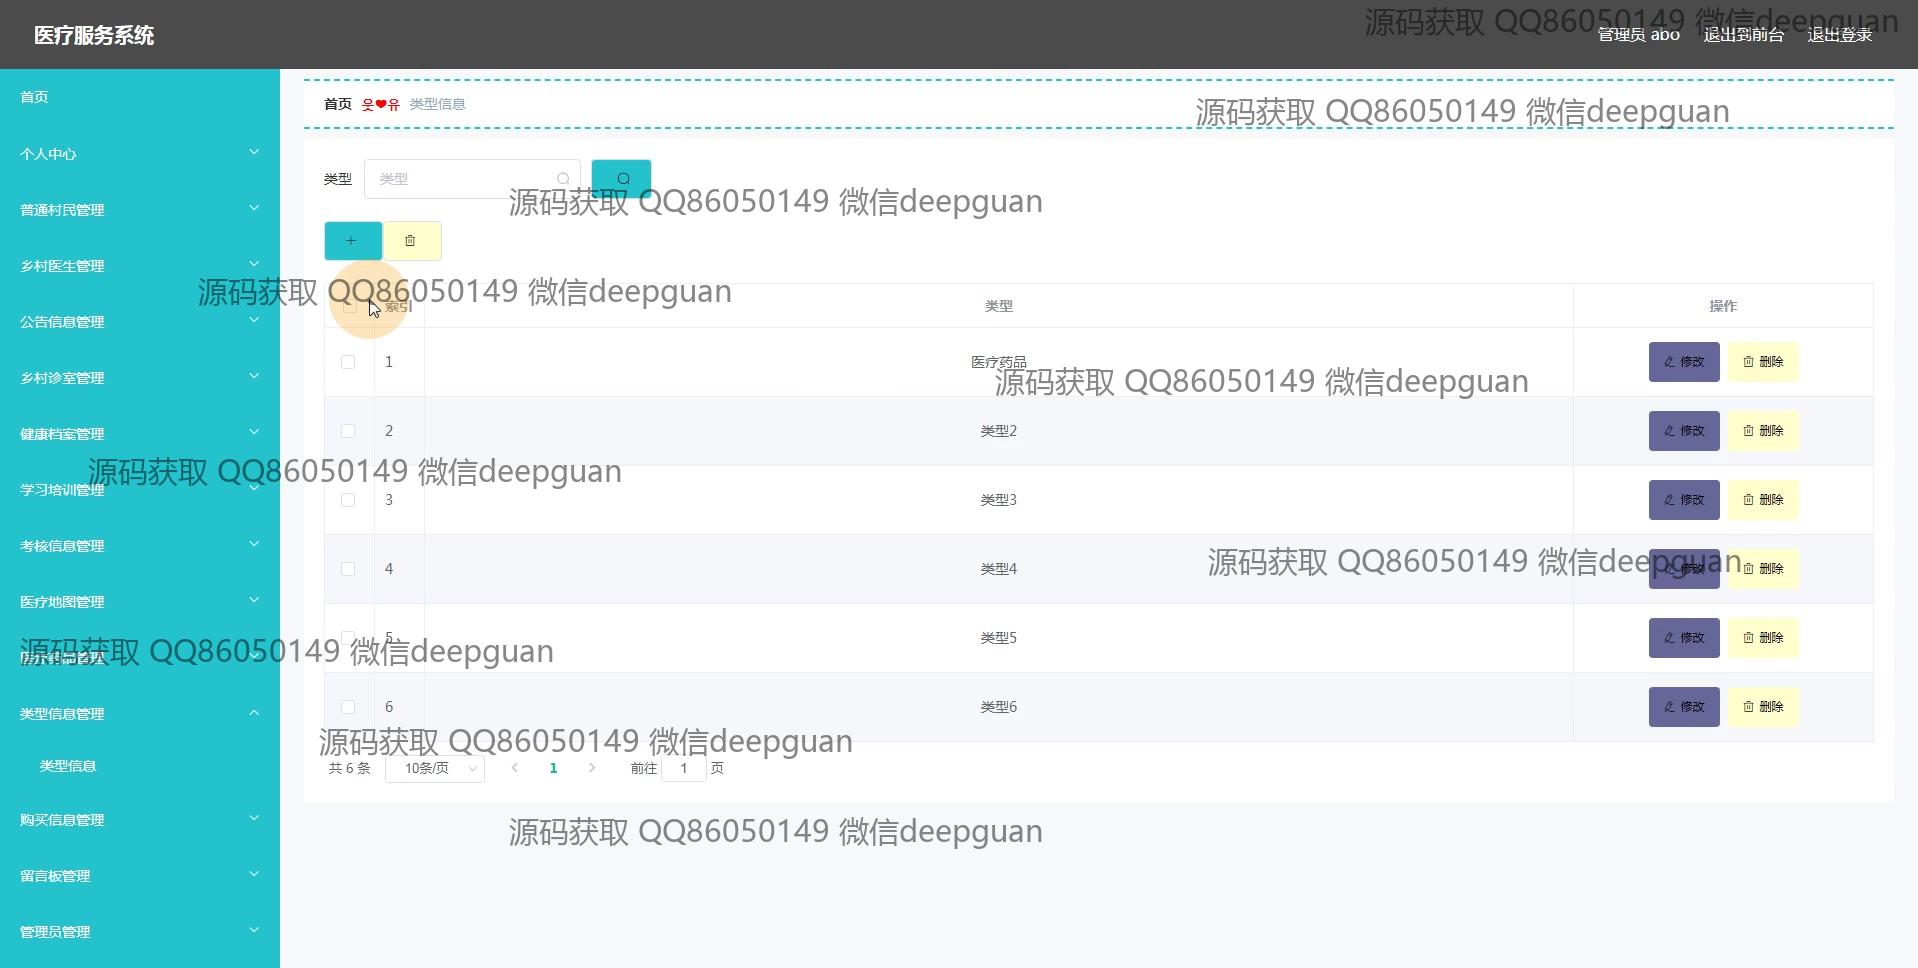 医疗服务系统
源码获取 QQ86050149 微信deepguan
管理员 abo 退出到前台 退出登录
首页
个人中心
普通村民管理
乡村医生管理
公告信息管理
乡村诊室管理
健康档案管理
学习培训管理
考核信息管理
医疗地图管理
医疗药品管理
类型信息管理
类型信息
购买信息管理
留言板管理
管理员管理
首页 웃❤유 类型信息
源码获取 QQ86050149 微信deepguan
类型 类型
源码获取 QQ86050149 微信deepguan
源码获取 QQ86050149 微信deepguan
索引 类型 操作
1 医疗药品 修改 删除
源码获取 QQ86050149 微信deepguan
2 类型2 修改 删除
源码获取 QQ86050149 微信deepguan
3 类型3 修改 删除
4 类型4 修改 删除
源码获取 QQ86050149 微信deepguan
5 类型5 修改 删除
源码获取 QQ86050149 微信deepguan
6 类型6 修改 删除
源码获取 QQ86050149 微信deepguan
共 6 条 10条/页 1 前往 1 页
源码获取 QQ86050149 微信deepguan